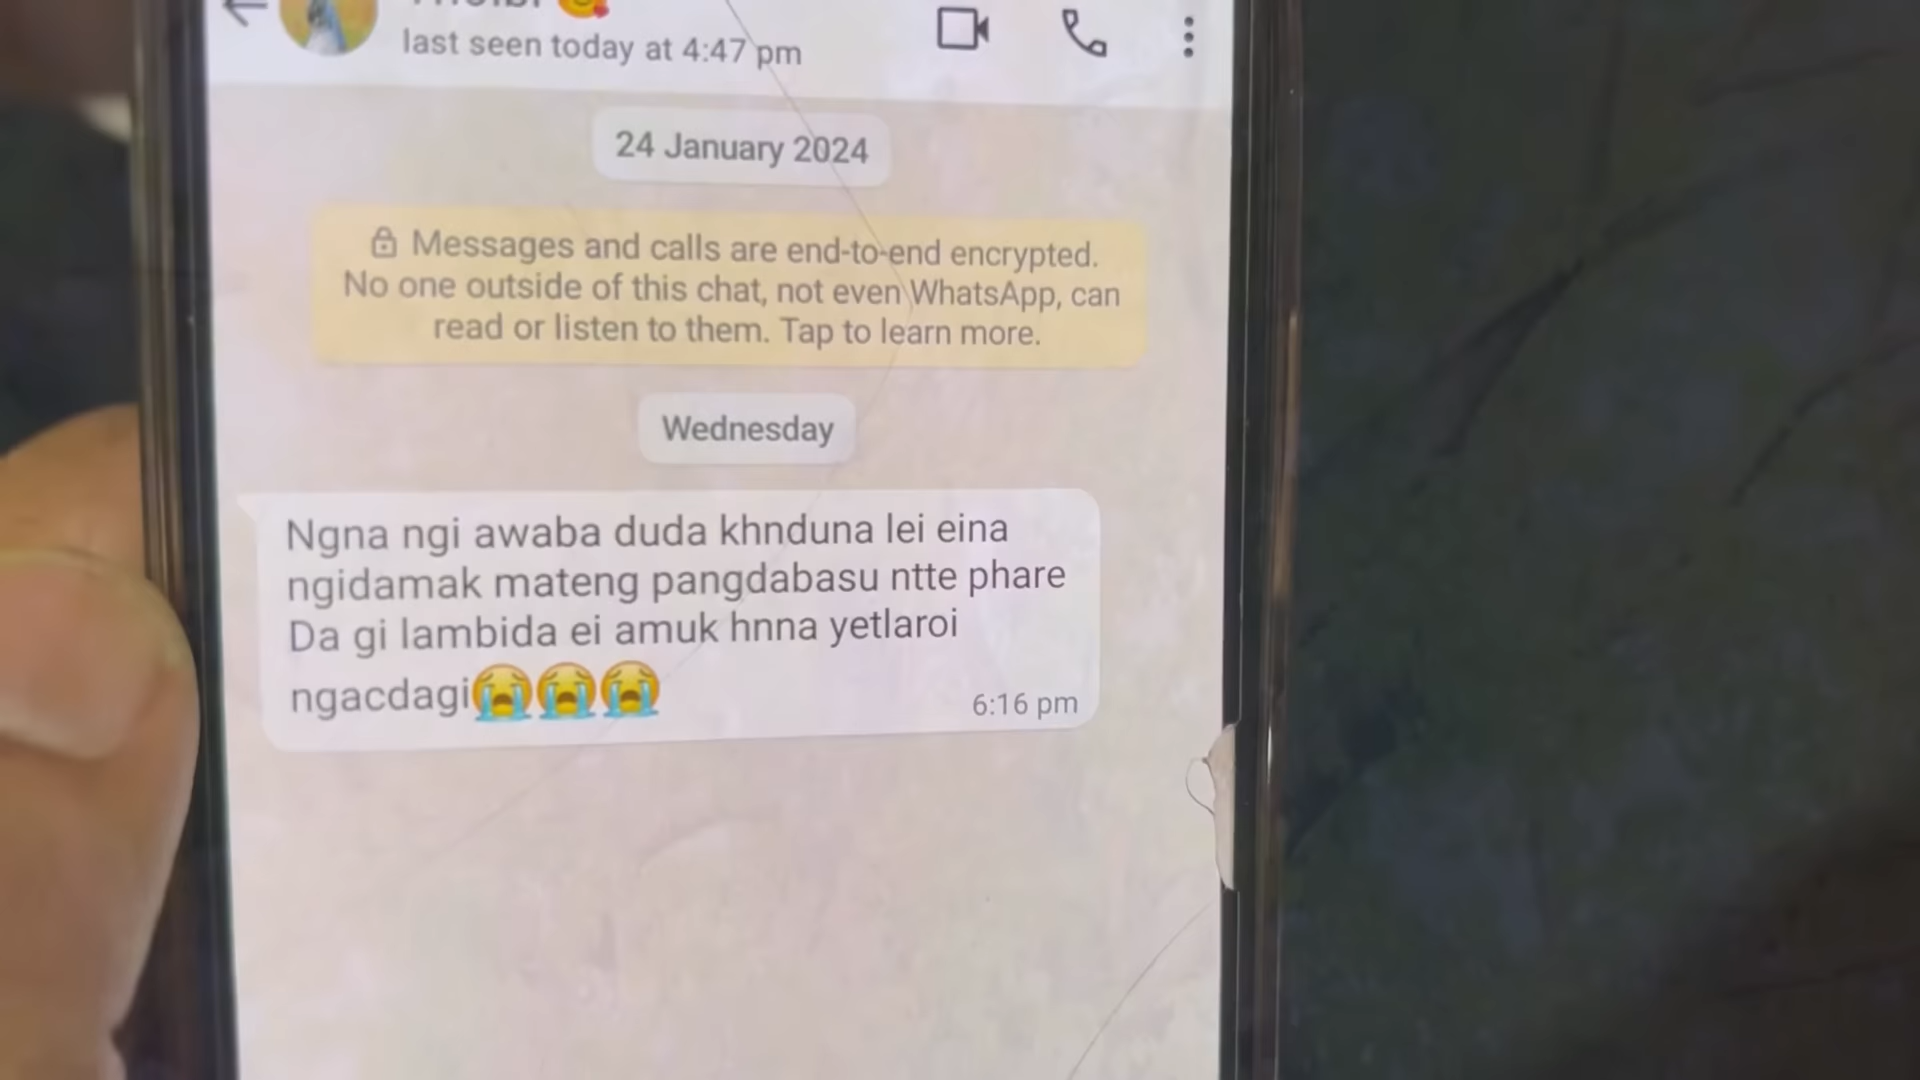 last seen today at 4:47 pm
24 January 2024
Messages and calls are end-to-end encrypted.
No one outside of this chat, not even WhatsApp, can
read or listen to them. Tap to learn more.
Wednesday
Ngna ngi awaba duda khnduna lei eina
ngidamak mateng pangdabasu ntte phare
Da gi lambida ei amuk hnna yetlaroi
ngacdagi😭😭😭
6:16 pm